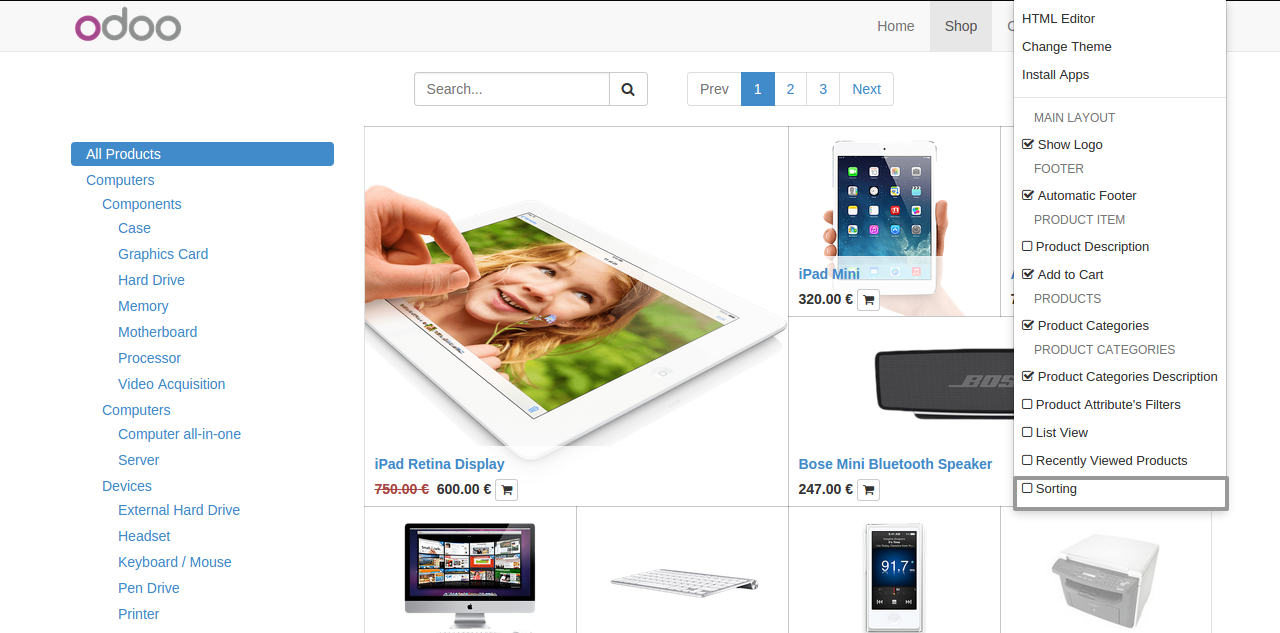 odoo
Home
Shop
HTML Editor
Change Theme
Install Apps
MAIN LAYOUT
Show Logo
FOOTER
Automatic Footer
PRODUCT ITEM
Product Description
Add to Cart
PRODUCTS
Product Categories
PRODUCT CATEGORIES
Product Categories Description
Product Attribute's Filters
List View
Recently Viewed Products
Sorting
Search...
Prev 1 2 3 Next
All Products
Computers
Components
Case
Graphics Card
Hard Drive
Memory
Motherboard
Processor
Video Acquisition
Computers
Computer all-in-one
Server
Devices
External Hard Drive
Headset
Keyboard / Mouse
Pen Drive
Printer
iPad Retina Display
750.00 € 600.00 €
iPad Mini
320.00 €
BOSE
Bose Mini Bluetooth Speaker
247.00 €
91.7